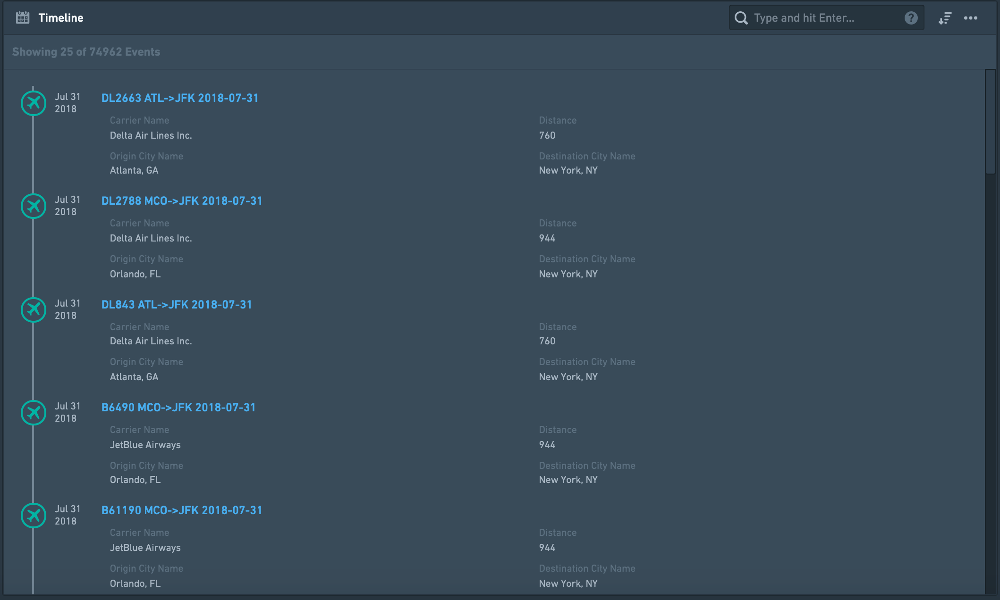 Timeline
Type and hit Enter...
?
Showing 25 of 74962 Events
Jul 31
2018
DL2663 ATL->JFK 2018-07-31
Carrier Name
Distance
Delta Air Lines Inc.
760
Origin City Name
Destination City Name
Atlanta, GA
New York, NY
Jul 31
2018
DL2788 MCO->JFK 2018-07-31
Carrier Name
Distance
Delta Air Lines Inc.
944
Origin City Name
Destination City Name
Orlando, FL
New York, NY
Jul 31
2018
DL843 ATL->JFK 2018-07-31
Carrier Name
Distance
Delta Air Lines Inc.
760
Origin City Name
Destination City Name
Atlanta, GA
New York, NY
Jul 31
2018
B6490 MCO->JFK 2018-07-31
Carrier Name
Distance
JetBlue Airways
944
Origin City Name
Destination City Name
Orlando, FL
New York, NY
Jul 31
2018
B61190 MCO->JFK 2018-07-31
Carrier Name
Distance
JetBlue Airways
944
Origin City Name
Destination City Name
Orlando, FL
New York, NY